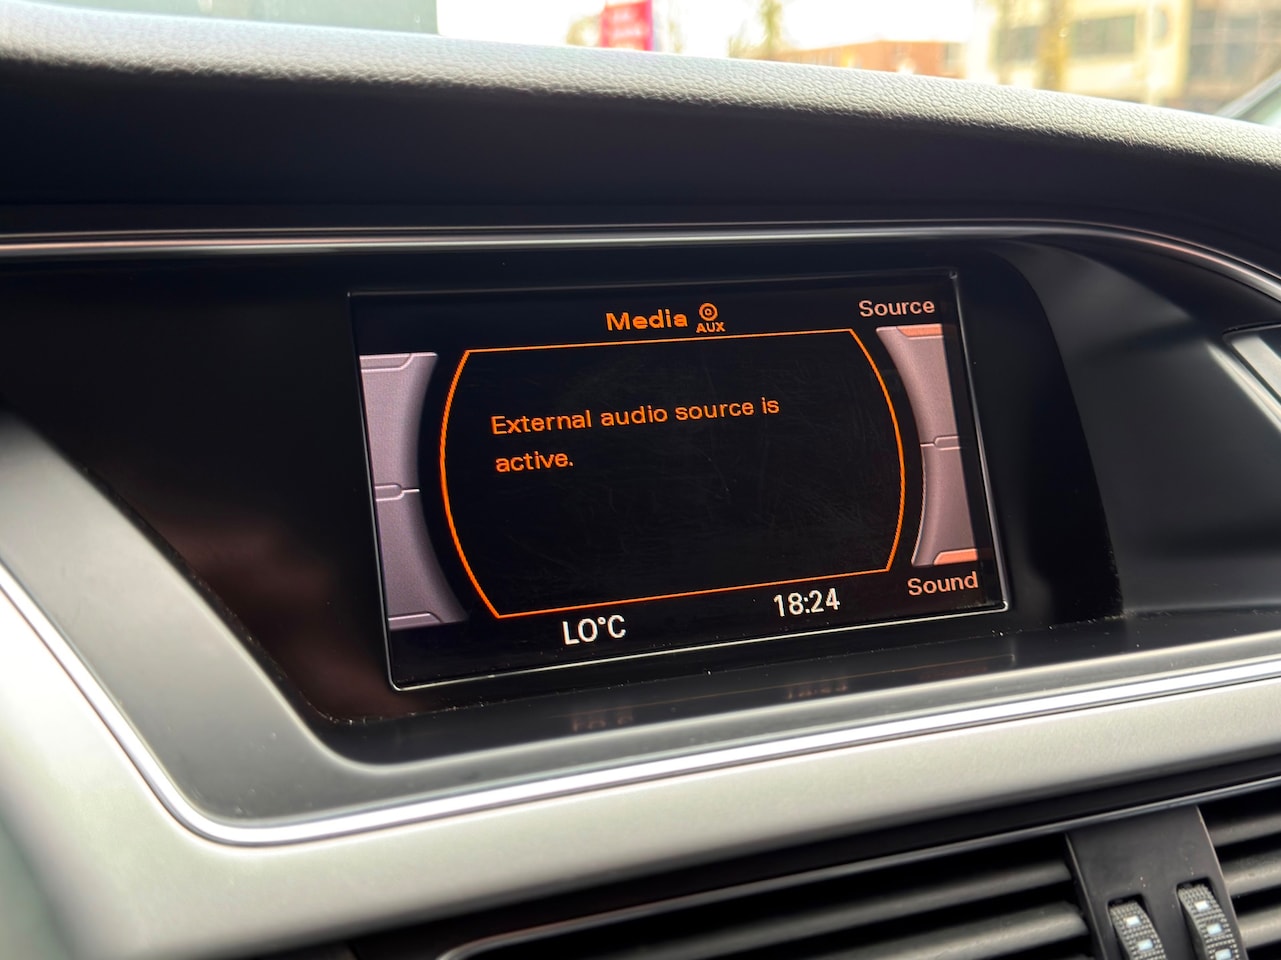 Media AUX
Source
External audio source is
active.
LO°C
18:24
Sound